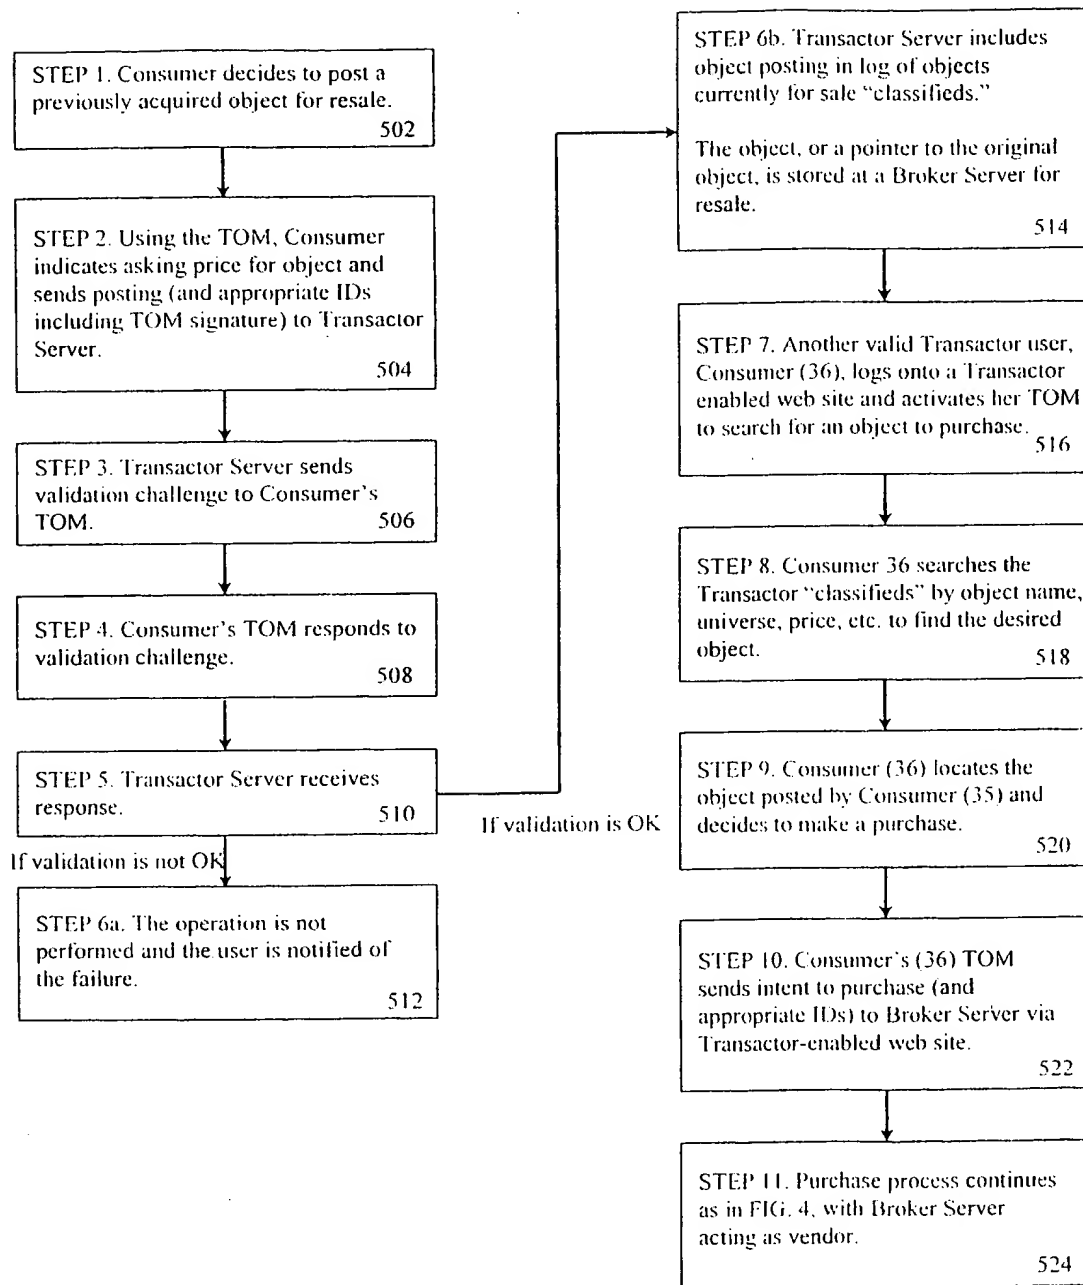 STEP 1. Consumer decides to post a
previously acquired object for resale.
502
STEP 2. Using the TOM, Consumer
indicates asking price for object and
sends posting (and appropriate IDs
including TOM signature) to Transactor
Server.
504
STEP 3. Transactor Server sends
validation challenge to Consumer's
TOM.
506
STEP 4. Consumer's TOM responds to
validation challenge.
508
STEP 5. Transactor Server receives
response.
510
If validation is not OK
STEP 6a. The operation is not
performed and the user is notified of
the failure.
512
If validation is OK
STEP 6b. Transactor Server includes
object posting in log of objects
currently for sale “classifieds.”
The object, or a pointer to the original
object, is stored at a Broker Server for
resale.
514
STEP 7. Another valid Transactor user,
Consumer (36), logs onto a Transactor
enabled web site and activates her TOM
to search for an object to purchase.
516
STEP 8. Consumer 36 searches the
Transactor “classifieds” by object name,
universe, price, etc. to find the desired
object.
518
STEP 9. Consumer (36) locates the
object posted by Consumer (35) and
decides to make a purchase.
520
STEP 10. Consumer's (36) TOM
sends intent to purchase (and
appropriate IDs) to Broker Server via
Transactor-enabled web site.
522
STEP 11. Purchase process continues
as in FIG. 4, with Broker Server
acting as vendor.
524